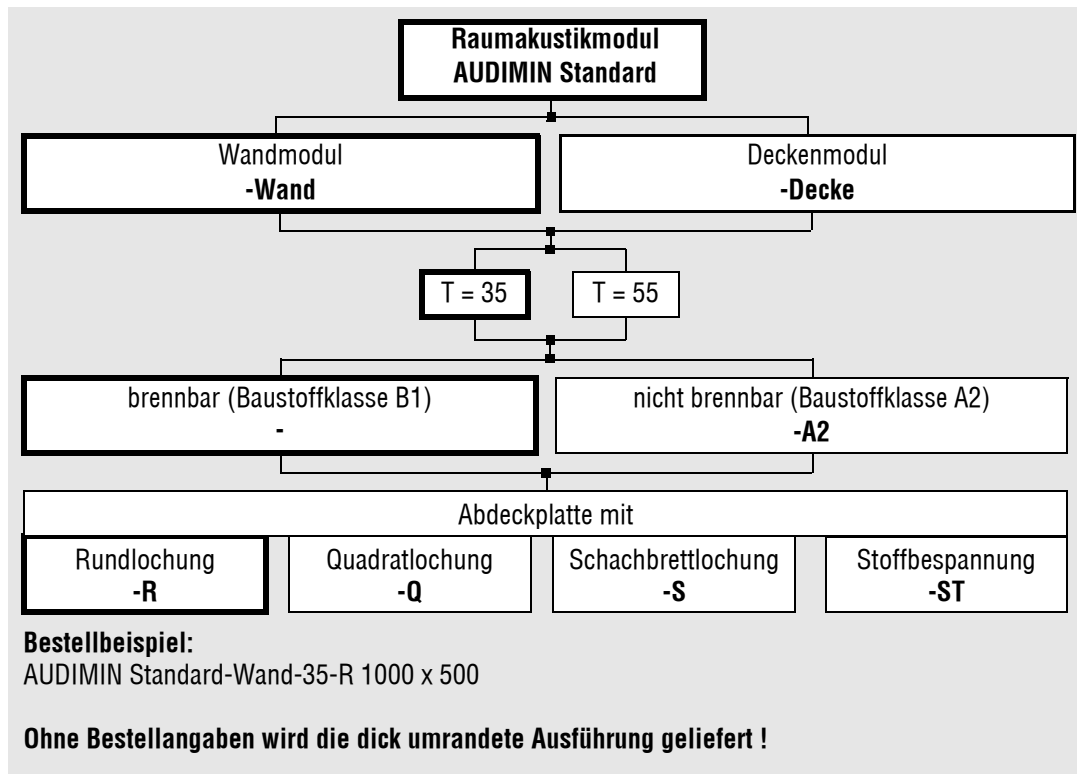 Raumakustikmodul
AUDIMIN Standard
Wandmodul
-Wand
Deckenmodul
-Decke
T = 35
T = 55
brennbar (Baustoffklasse B1)
-
nicht brennbar (Baustoffklasse A2)
-A2
Abdeckplatte mit
Rundlochung
-R
Quadratlochung
-Q
Schachbrettlochung
-S
Stoffbespannung
-ST
Bestellbeispiel:
AUDIMIN Standard-Wand-35-R 1000 x 500
Ohne Bestellangaben wird die dick umrandete Ausführung geliefert !